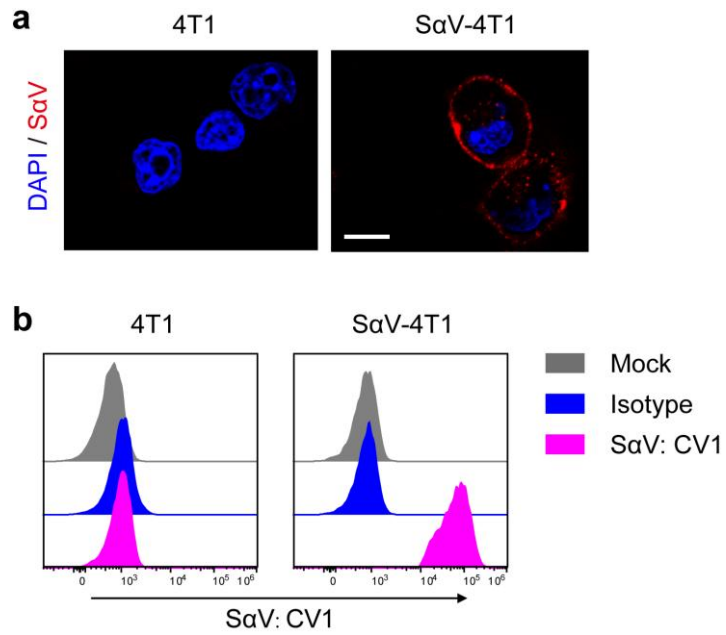 a
4T1
SαV-4T1
DAPI / SαV
b
4T1
SαV-4T1
Mock
Isotype
SαV: CV1
0 10³ 10⁴ 10⁵ 10⁶
0 10³ 10⁴ 10⁵ 10⁶
SαV: CV1